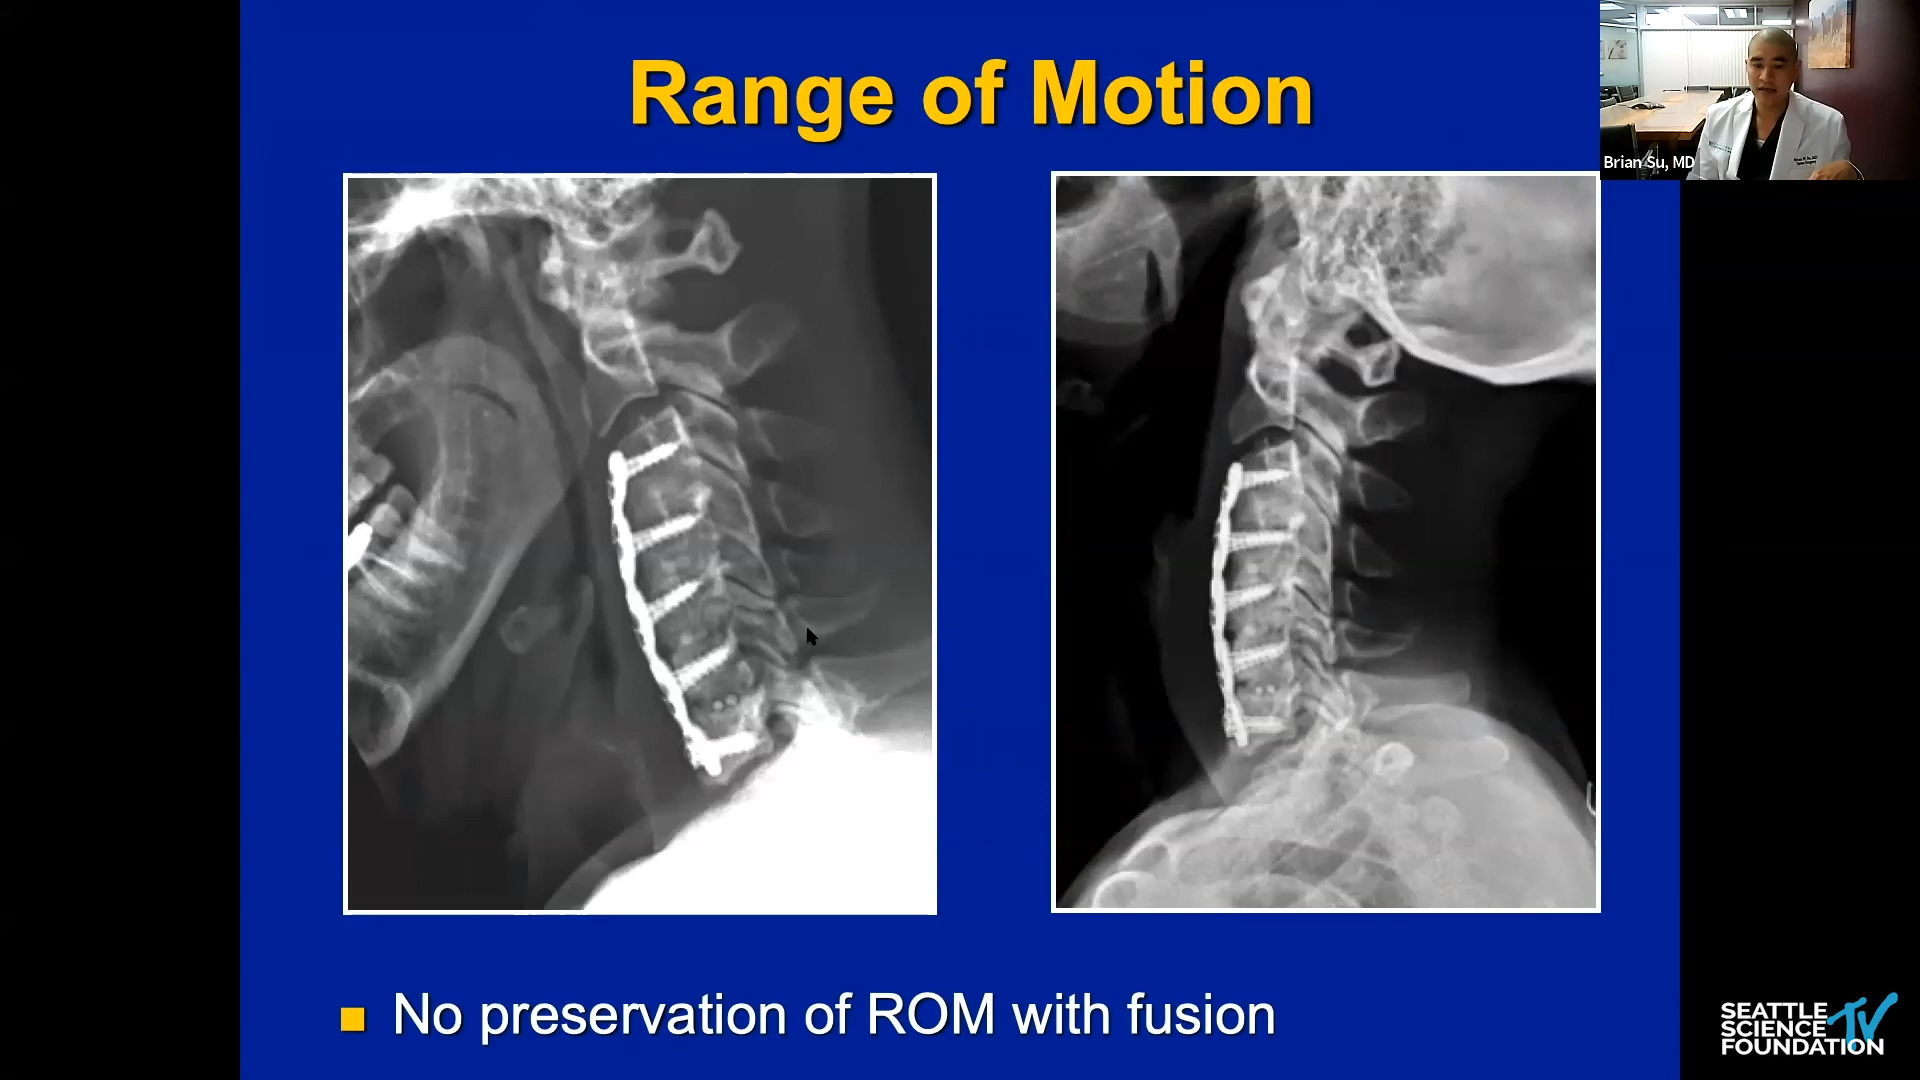 Range of Motion
Brian Su, MD
No preservation of ROM with fusion
SEATTLE
SCIENCE
FOUNDATION
TV